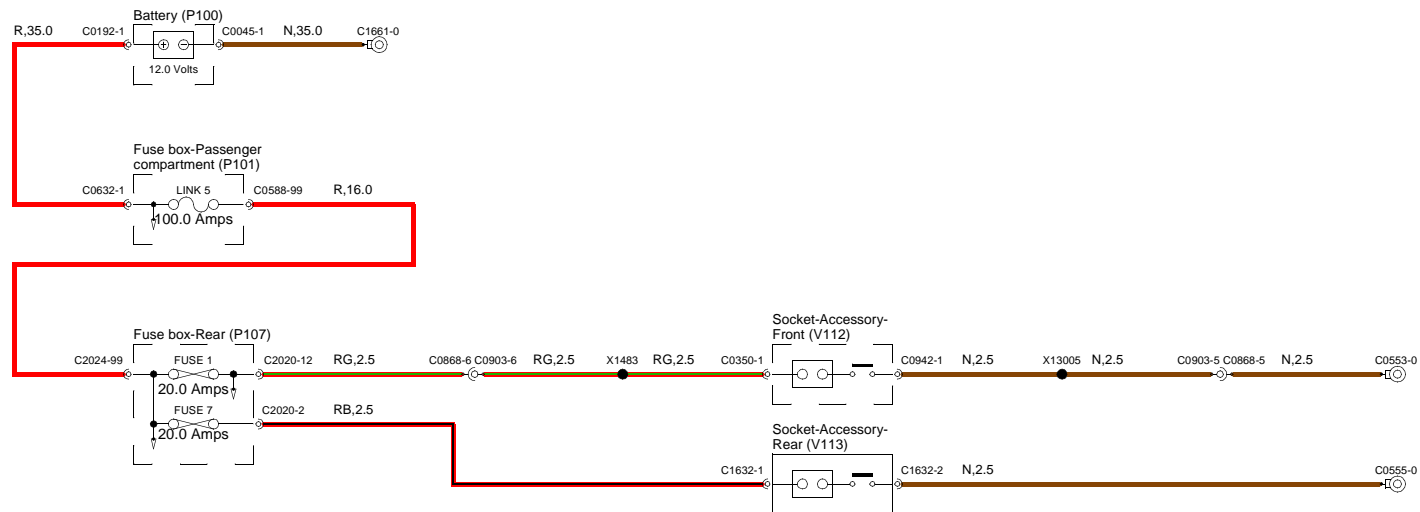 Battery (P100)
R,35.0 C0192-1 C0045-1 N,35.0 C1661-0
12.0 Volts
Fuse box-Passenger
compartment (P101)
C0632-1 LINK 5 C0588-99 R,16.0
100.0 Amps
Socket-Accessory-
Front (V112)
Fuse box-Rear (P107)
C2024-99 FUSE 1 C2020-12 RG,2.5 C0868-6 C0903-6 RG,2.5 X1483 RG,2.5 C0350-1 C0942-1 N,2.5 X13005 N,2.5 C0903-5 C0868-5 N,2.5 C0553-0
20.0 Amps
FUSE 7 C2020-2 RB,2.5
20.0 Amps
Socket-Accessory-
Rear (V113)
C1632-1 C1632-2 N,2.5 C0555-0